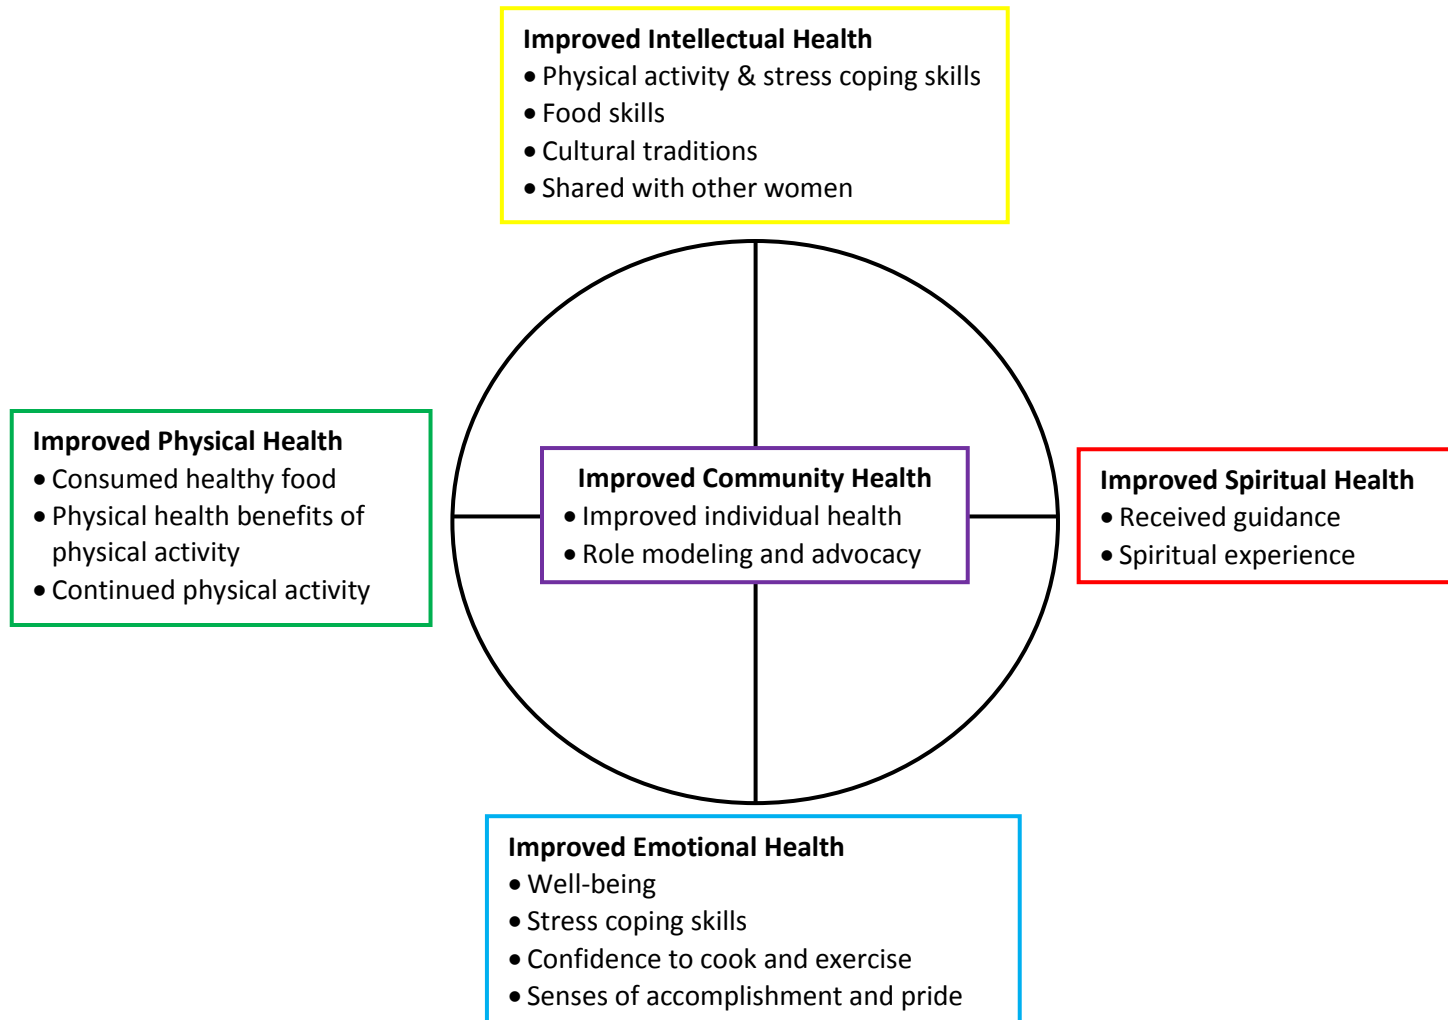 Improved Intellectual Health
• Physical activity & stress coping skills
• Food skills
• Cultural traditions
• Shared with other women
Improved Physical Health
• Consumed healthy food
• Physical health benefits of
physical activity
• Continued physical activity
Improved Community Health
• Improved individual health
• Role modeling and advocacy
Improved Spiritual Health
• Received guidance
• Spiritual experience
Improved Emotional Health
• Well-being
• Stress coping skills
• Confidence to cook and exercise
• Senses of accomplishment and pride